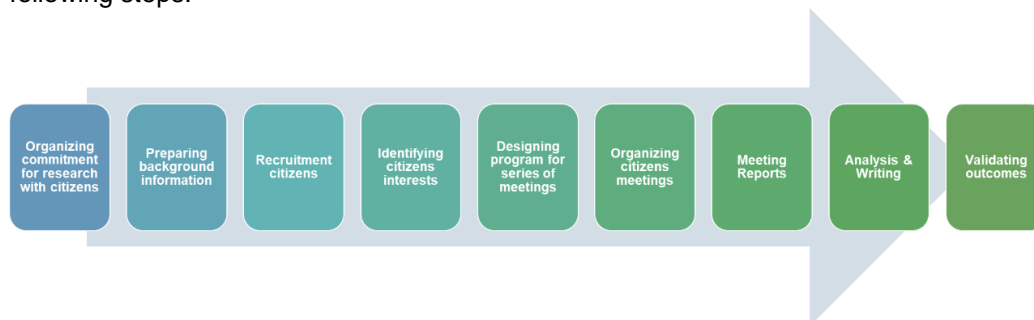 following steps:
Organizing
commitment
for research
with citizens
Preparing
background
information
Recruitment
citizens
Identifying
citizens
interests
Designing
program for
series of
meetings
Organizing
citizens
meetings
Meeting
Reports
Analysis &
Writing
Validating
outcomes